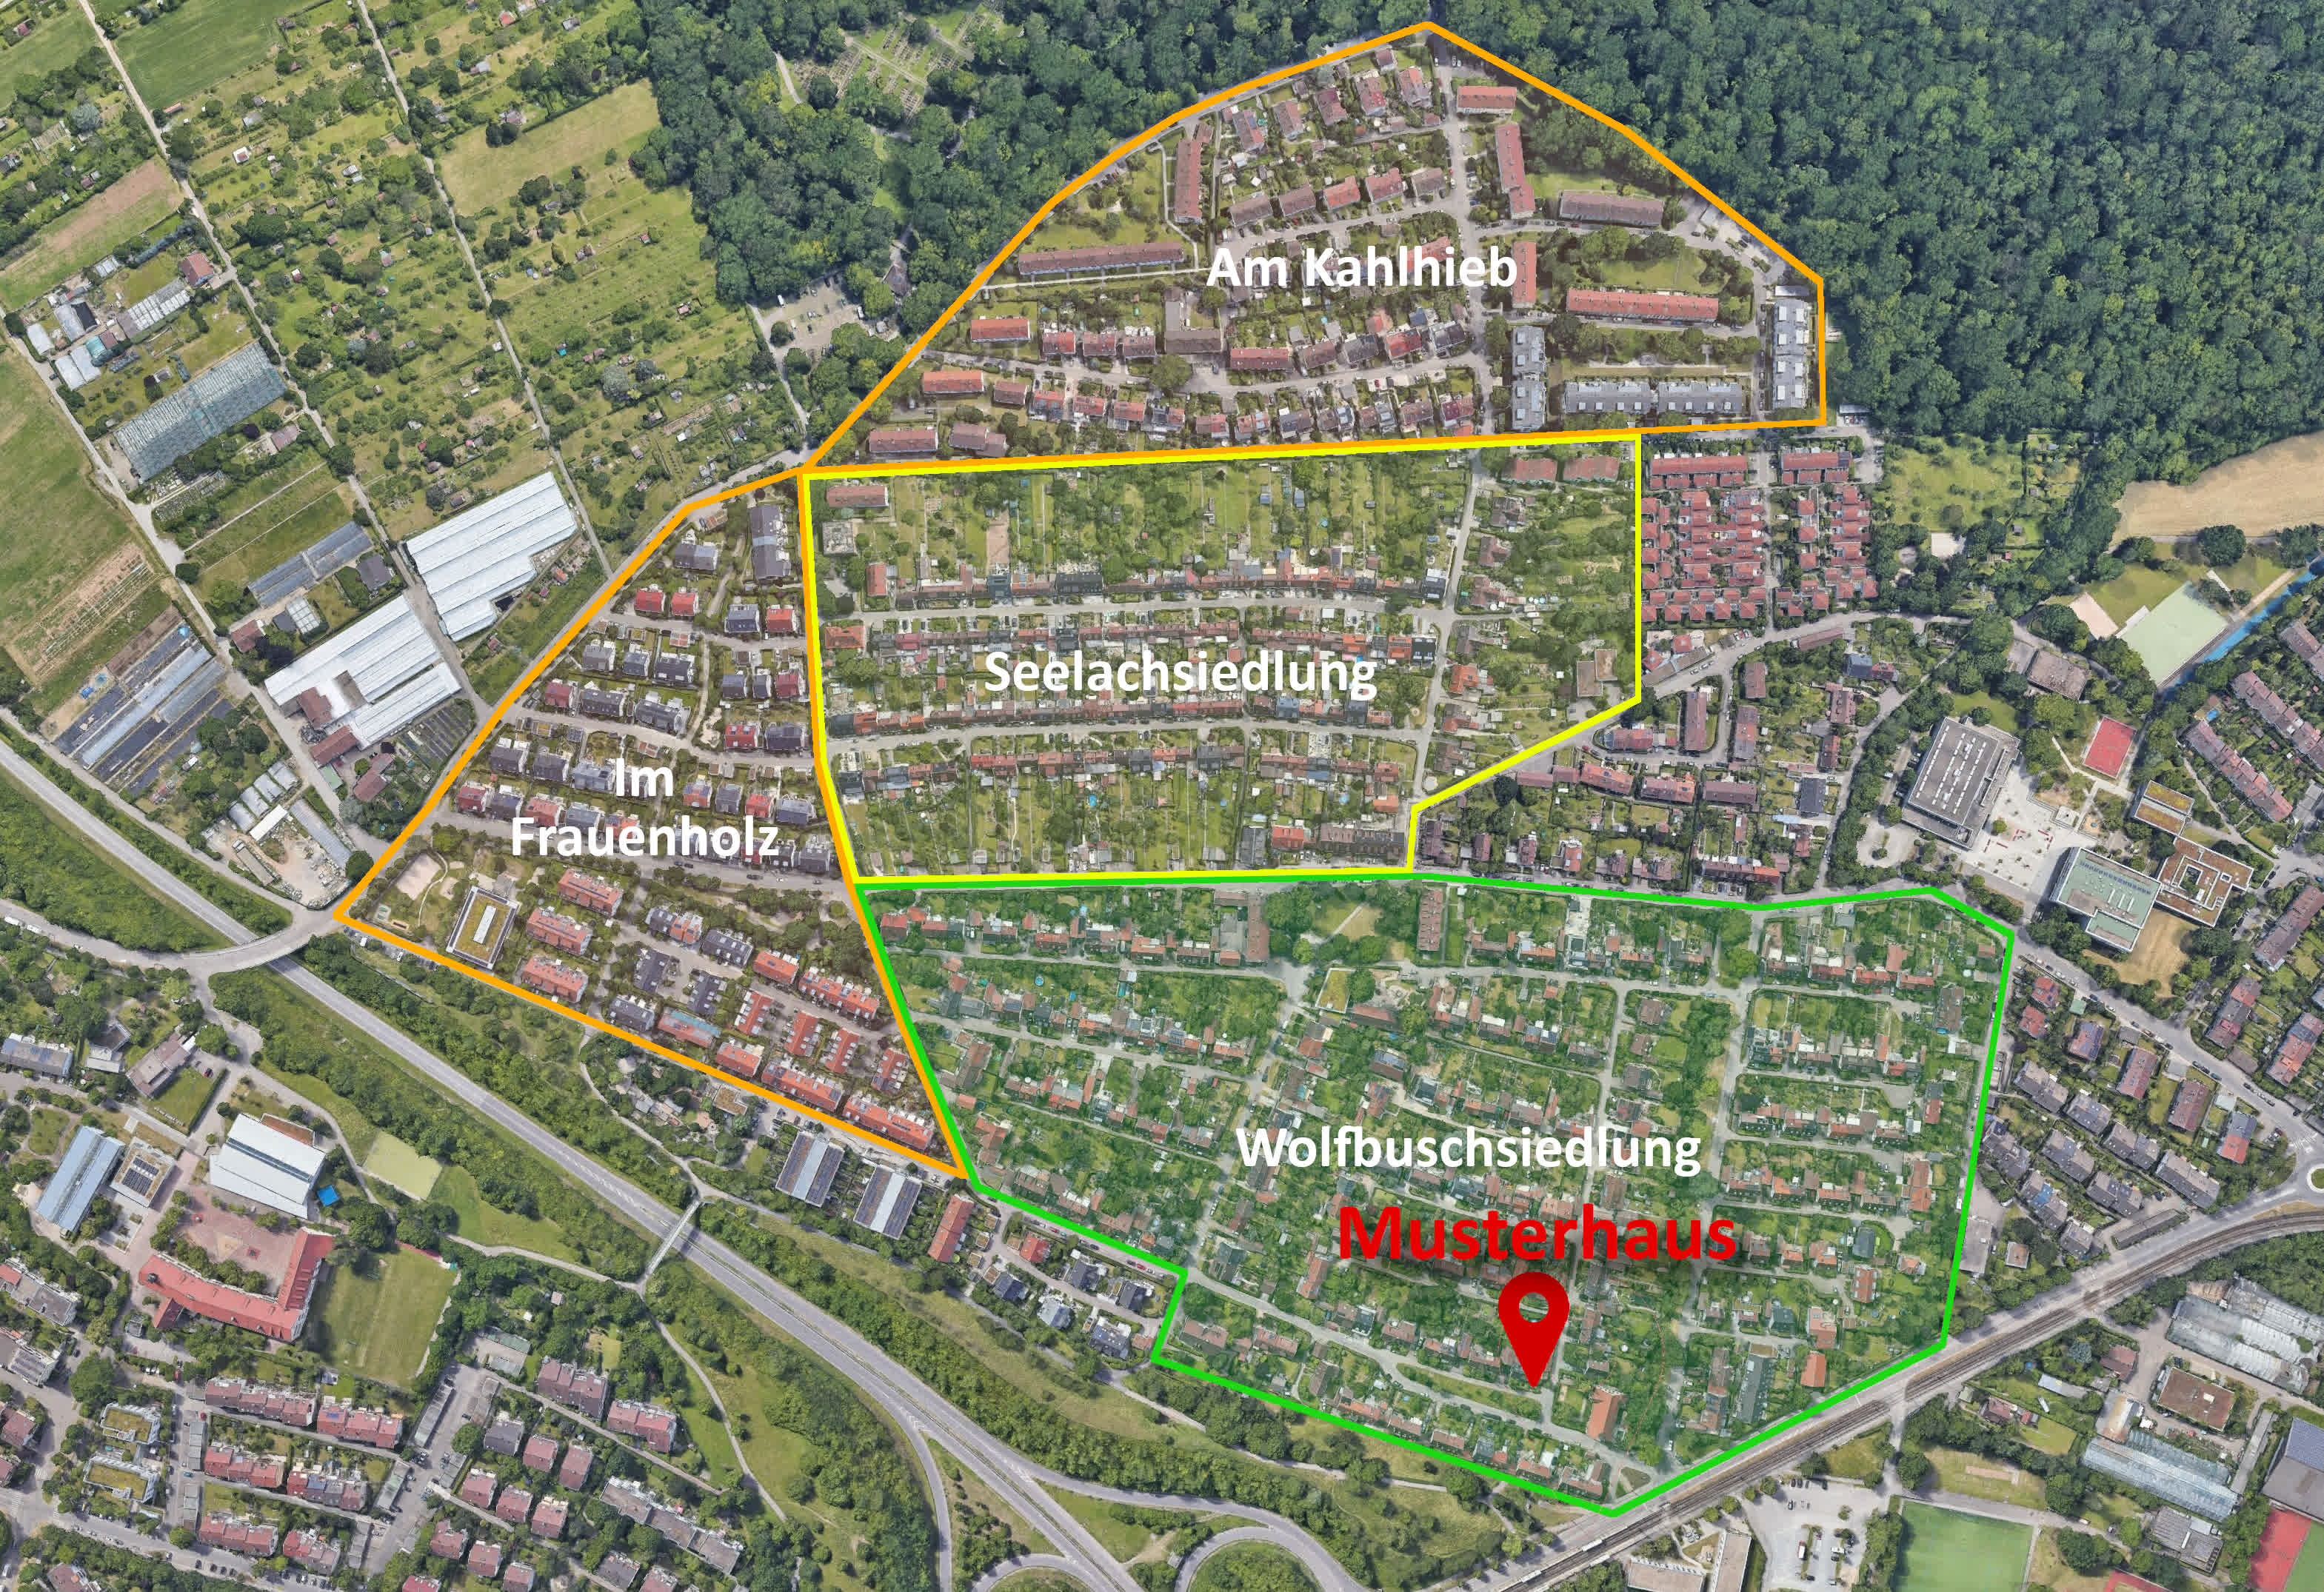 Am Kahlhieb
Seelachsiedlung
Im
Frauenholz
Wolfbuschsiedlung
Musterhaus